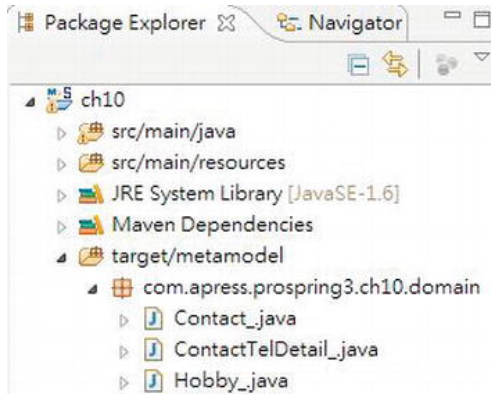 Package Explorer Navigator
ch10
src/main/java
src/main/resources
JRE System Library [JavaSE-1.6]
Maven Dependencies
target/metamodel
com.apress.prospring3.ch10.domain
Contact_.java
ContactTelDetail_.java
Hobby_.java